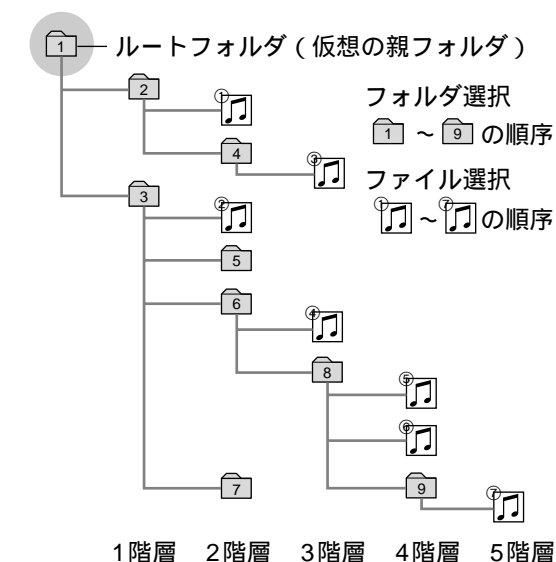 1 ルートフォルダ(仮想の親フォルダ)
2 ① フォルダ選択
1 ~ 9 の順序
4 ③
ファイル選択
3 ② ① ~ ⑦ の順序
5
6 ④
8 ⑤
⑥
7 9 ⑦
1階層 2階層 3階層 4階層 5階層